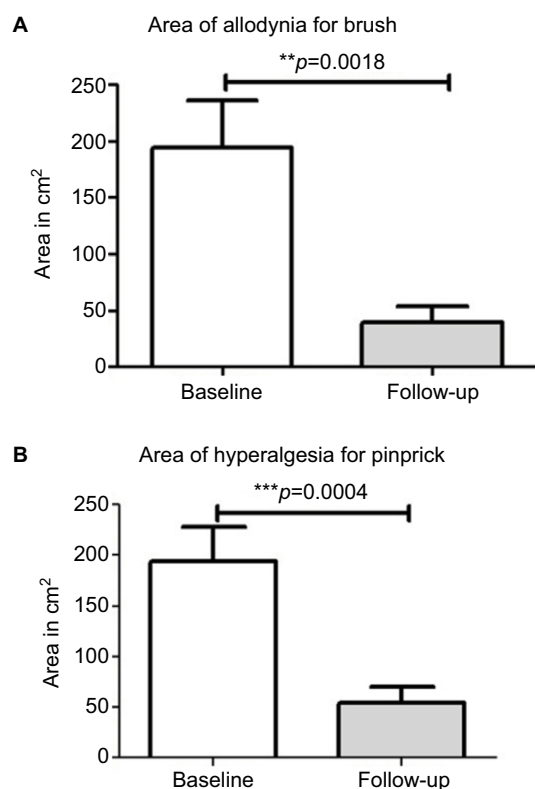 A Area of allodynia for brush
**p=0.0018
250
200
150
100
50
0
Area in cm²
Baseline Follow-up
B Area of hyperalgesia for pinprick
***p=0.0004
250
200
150
100
50
0
Area in cm²
Baseline Follow-up